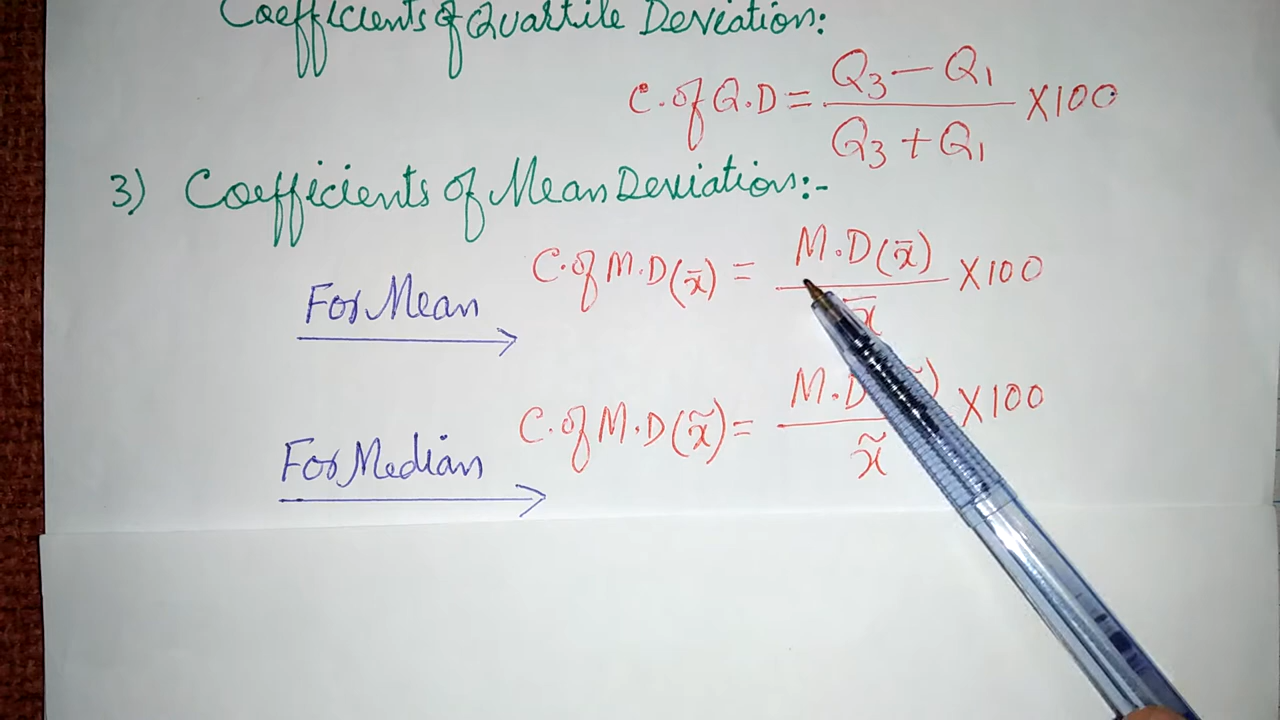 Coefficients of Quartile Deviation:
C. of Q.D = Q₃ − Q₁ / Q₃ + Q₁ X100
3) Coefficients of Mean Deviations:-
For Mean C. of M.D(x̄) = M.D(x̄) / x̄ X100
For Median C. of M.D(x̃) = M.D( ̃) / x̃ X100